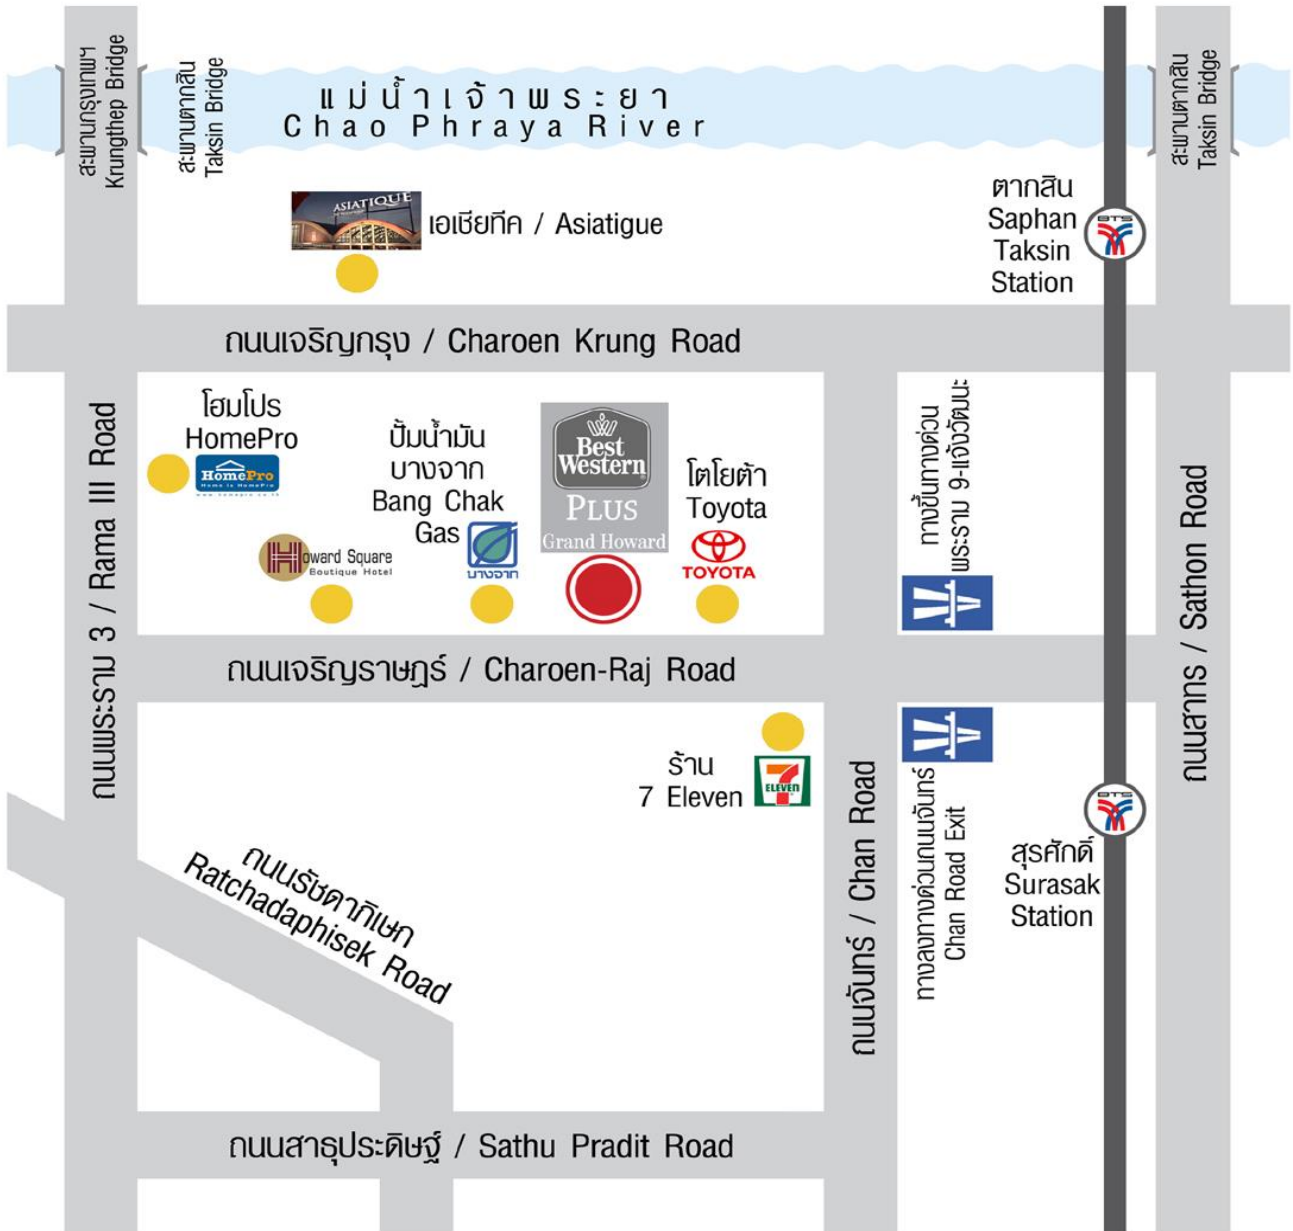 สะพานกรุงเทพฯ
Krungthep Bridge
สะพานตากสิน
Taksin Bridge
แม่น้ำเจ้าพระยา
Chao Phraya River
สะพานตากสิน
Taksin Bridge
ASIATIQUE
เอเชียทีค / Asiatigue
ตากสิน
Saphan
Taksin
Station
BTS
ถนนเจริญกรุง / Charoen Krung Road
ถนนพระราม 3 / Rama III Road
โฮมโปร
HomePro
HomePro
Home is HomePro
www.homepro.co.th
Howard Square
Boutique Hotel
ปั้มน้ำมัน
บางจาก
Bang Chak
Gas
บางจาก
Best
Western
PLUS
Grand Howard
โตโยต้า
Toyota
TOYOTA
ทางขึ้นทางด่วน
พระราม 9-แจ้งวัฒนะ
ถนนสาทร / Sathon Road
ถนนเจริญราษฎร์ / Charoen-Raj Road
ร้าน
7 Eleven
7
ELEVEN
ถนนจันทร์ / Chan Road
ทางลงทางด่วนถนนจันทร์
Chan Road Exit
BTS
สุรศักดิ์
Surasak
Station
ถนนรัชดาภิเษก
Ratchadaphisek Road
ถนนสาธุประดิษฐ์ / Sathu Pradit Road